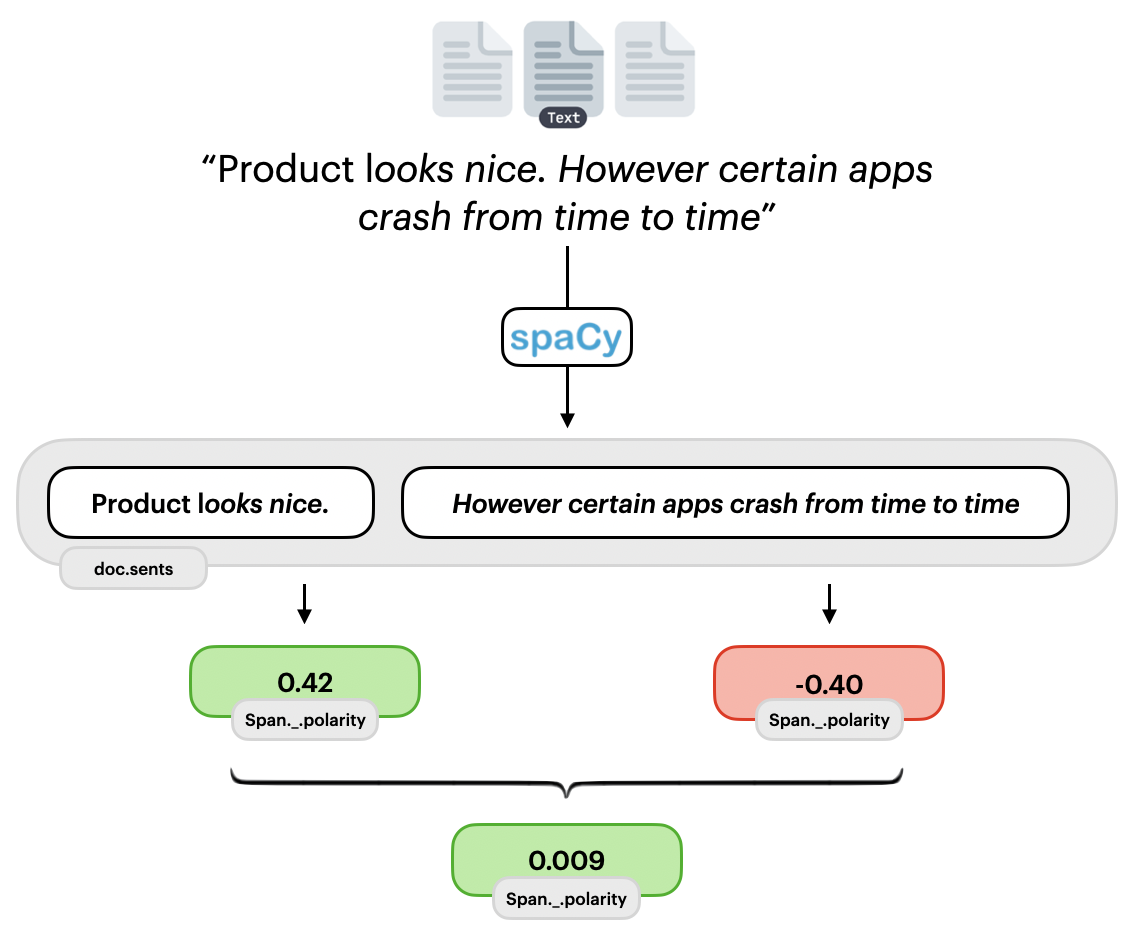 Text
“Product looks nice. However certain apps
crash from time to time”
spaCy
Product looks nice.
However certain apps crash from time to time
doc.sents
0.42
-0.40
Span._.polarity
Span._.polarity
0.009
Span._.polarity